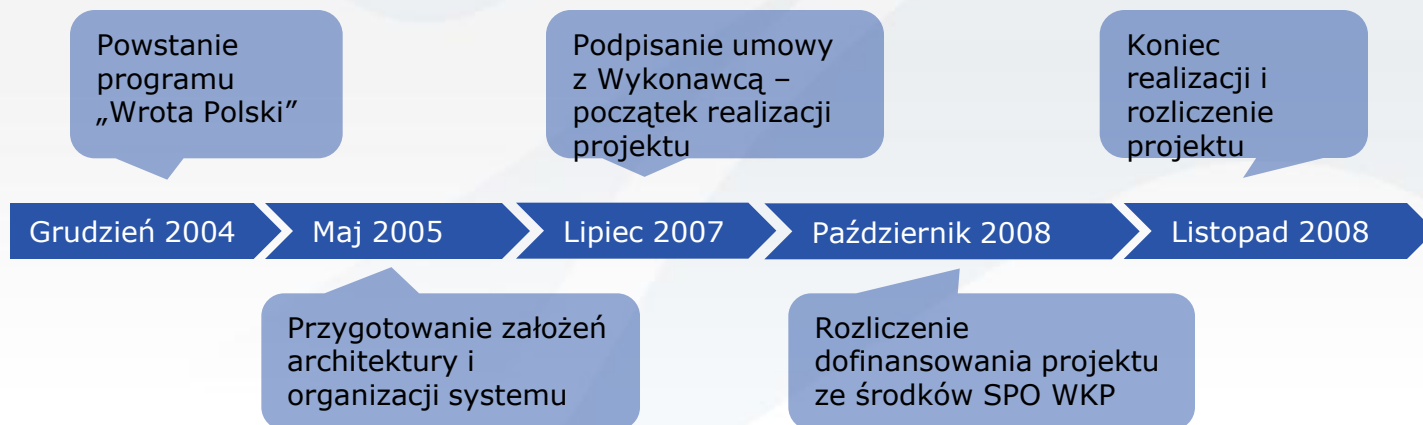 Powstanie
programu
„Wrota Polski”
Podpisanie umowy
z Wykonawcą –
początek realizacji
projektu
Koniec
realizacji i
rozliczenie
projektu
Grudzień 2004
Maj 2005
Lipiec 2007
Październik 2008
Listopad 2008
Przygotowanie założeń
architektury i
organizacji systemu
Rozliczenie
dofinansowania projektu
ze środków SPO WKP